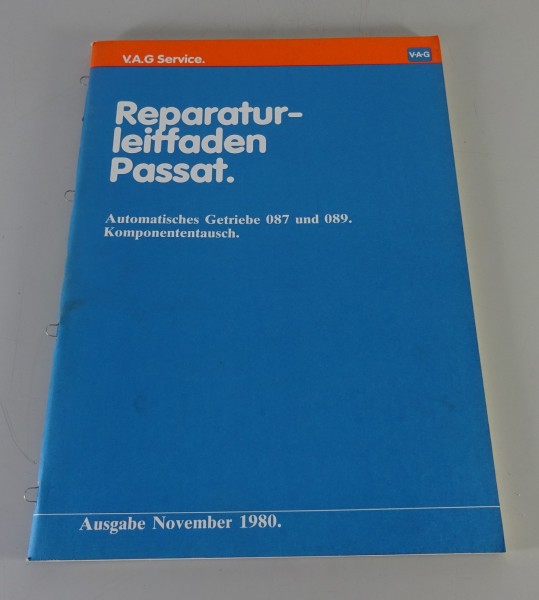 V.A.G Service.
V·A·G
Reparatur-
leitfaden
Passat.
Automatisches Getriebe 087 und 089.
Komponententausch.
Ausgabe November 1980.